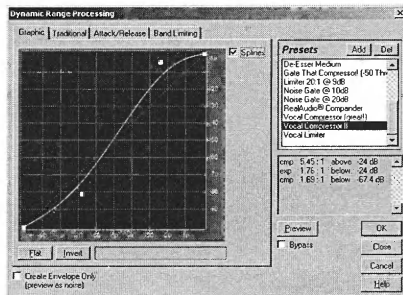 Dynamic Range Processing
Graphic | Traditional | Attack/Release | Band Limiting
Splines
Presets
Add
Del
De-Esser Medium
Gate That Compressor (-50 Thr
Limiter 20:1 @ 9dB
Noise Gate @ 10dB
Noise Gate @ 20dB
RealAudio® Compander
Vocal Compressor (great!)
Vocal Compressor II
Vocal Limiter
cmp 5.45 : 1 above -24 dB
exp 1.76 : 1 below -24 dB
cmp 1.69 : 1 below -67.4 dB
Preview
OK
Bypass
Close
Flat
Invert
Cancel
Create Envelope Only
(preview as noise)
Help